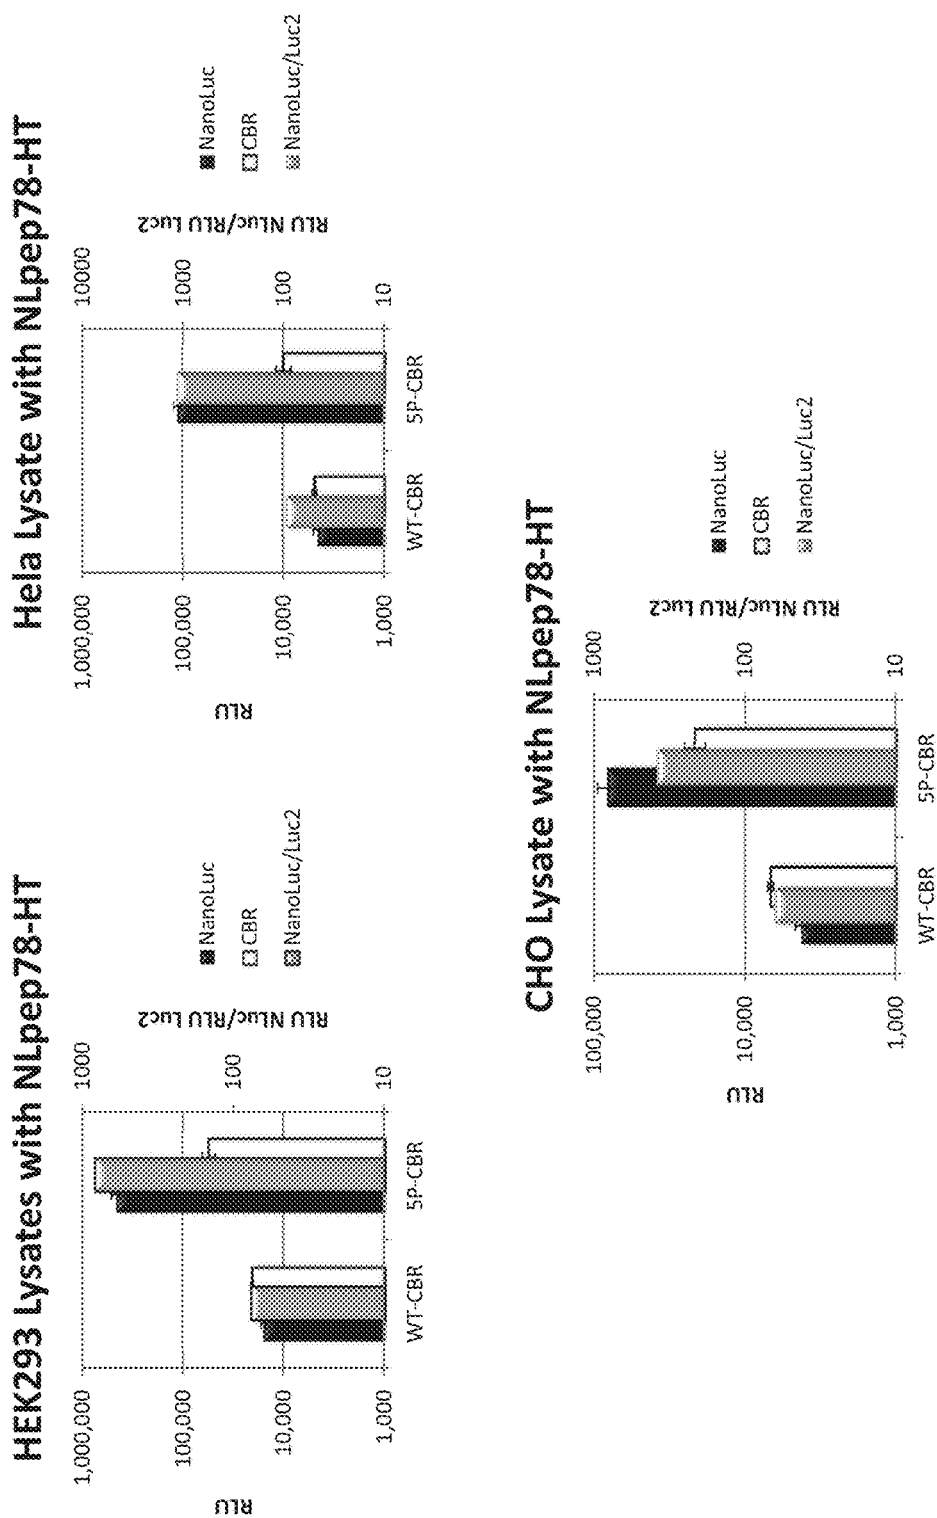 HEK293 Lysates with NLpep78-HT
1,000,000
100,000
10,000
1,000
RLU
1000
100
10
RLU NLuc/RLU Luc2
WT-CBR
5P-CBR
NanoLuc
CBR
NanoLuc/Luc2
Hela Lysate with NLpep78-HT
1,000,000
100,000
10,000
1,000
RLU
10000
1000
100
10
RLU NLuc/RLU Luc2
WT-CBR
5P-CBR
NanoLuc
CBR
NanoLuc/Luc2
CHO Lysate with NLpep78-HT
100,000
10,000
1,000
RLU
1000
100
10
RLU NLuc/RLU Luc2
WT-CBR
5P-CBR
NanoLuc
CBR
NanoLuc/Luc2